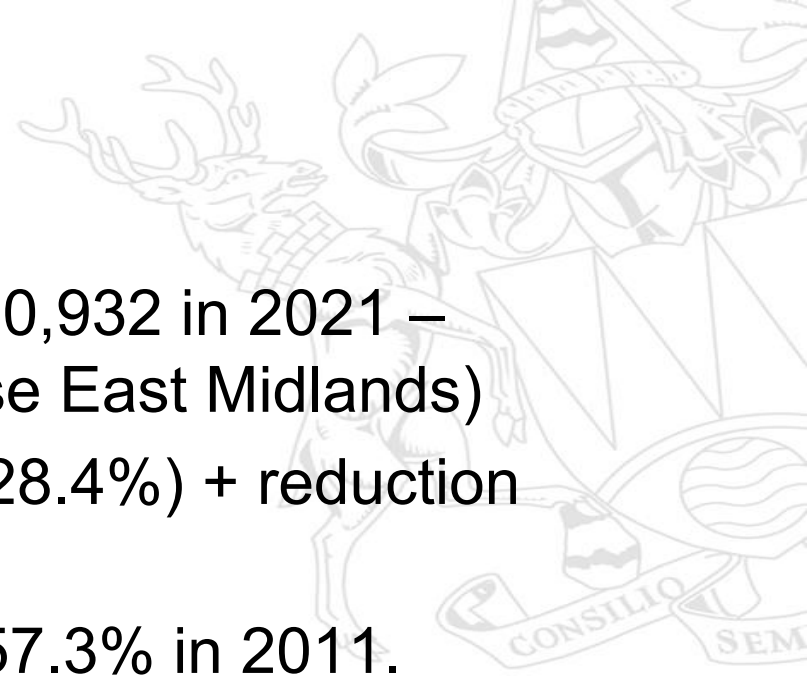 0,932 in 2021 –
se East Midlands)
28.4%) + reduction
57.3% in 2011.
CONSILIO
SEM